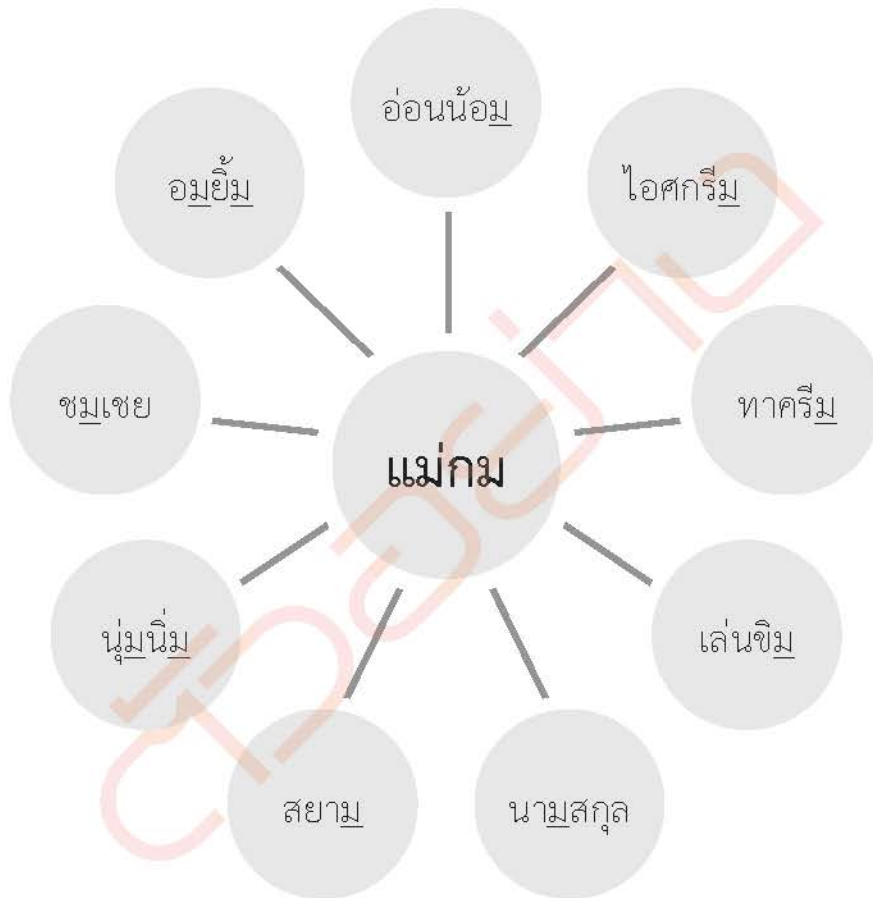 อ่อนน้อม
อมยิ้ม
ไอศกรีม
ชมเชย
ทาครีม
แม่กม
นุ่มนิ่ม
เล่นขิม
สยาม
นามสกุล